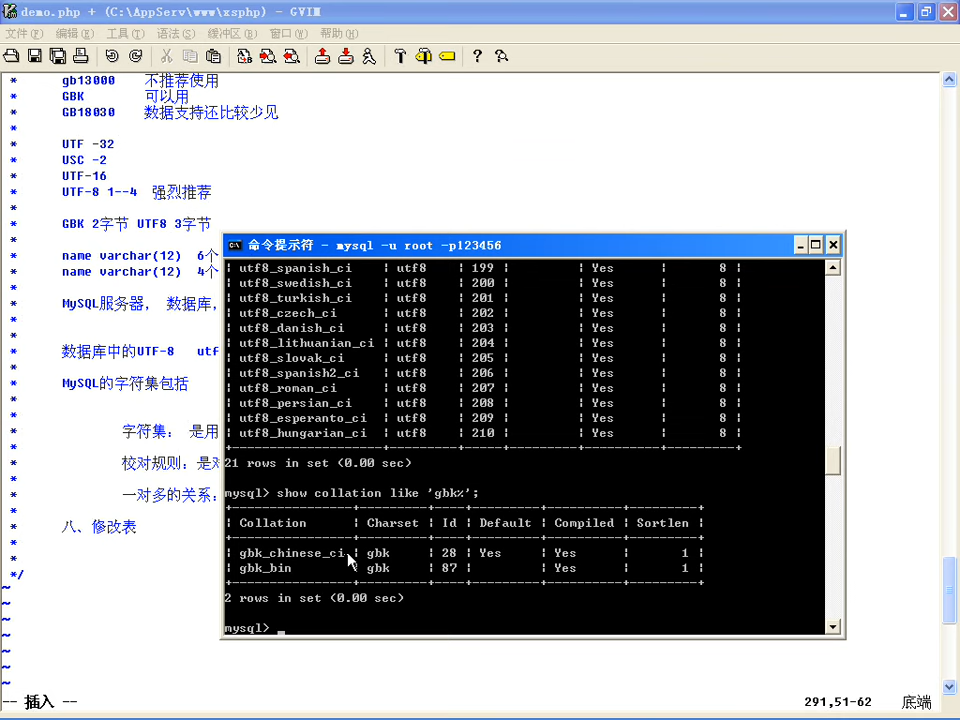 demo.php + (C:\AppServ\www\xsphp) - GVIM
文件(F) 编辑(E) 工具(T) 语法(S) 缓冲区(B) 窗口(W) 帮助(H)
* gb13000 不推荐使用
* GBK 可以用
* GB18030 数据支持还比较少见
*
* UTF -32
* USC -2
* UTF-16
* UTF-8 1--4 强烈推荐
*
* GBK 2字节 UTF8 3字节
*
* name varchar(12) 6个
* name varchar(12) 4个
*
* MySQL服务器， 数据库，
*
*
* 数据库中的UTF-8 utf
*
* MySQL的字符集包括
*
*
* 字符集： 是用
*
* 校对规则：是对
*
* 一对多的关系：
*
* 八、修改表
*
*
*/
~
~
~
~
~
~
~
-- 插入 --
291,51-62 底端
命令提示符 - mysql -u root -p123456
| utf8_spanish_ci | utf8 | 199 | | Yes | 8 |
| utf8_swedish_ci | utf8 | 200 | | Yes | 8 |
| utf8_turkish_ci | utf8 | 201 | | Yes | 8 |
| utf8_czech_ci | utf8 | 202 | | Yes | 8 |
| utf8_danish_ci | utf8 | 203 | | Yes | 8 |
| utf8_lithuanian_ci | utf8 | 204 | | Yes | 8 |
| utf8_slovak_ci | utf8 | 205 | | Yes | 8 |
| utf8_spanish2_ci | utf8 | 206 | | Yes | 8 |
| utf8_roman_ci | utf8 | 207 | | Yes | 8 |
| utf8_persian_ci | utf8 | 208 | | Yes | 8 |
| utf8_esperanto_ci | utf8 | 209 | | Yes | 8 |
| utf8_hungarian_ci | utf8 | 210 | | Yes | 8 |
21 rows in set (0.00 sec)
mysql> show collation like 'gbk%';
| Collation | Charset | Id | Default | Compiled | Sortlen |
| gbk_chinese_ci | gbk | 28 | Yes | Yes | 1 |
| gbk_bin | gbk | 87 | | Yes | 1 |
2 rows in set (0.00 sec)
mysql> _